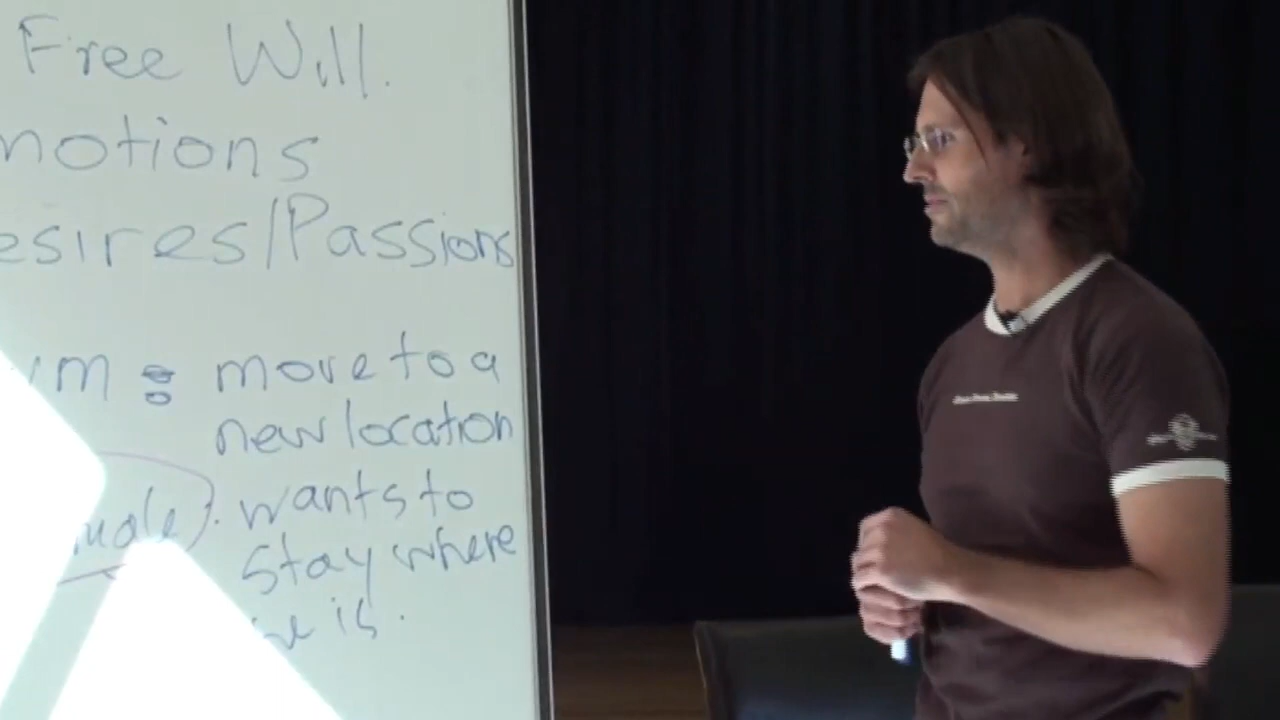 Free Will.
motions
esires/Passions
m : move to a
new location
wants to
stay where
is.